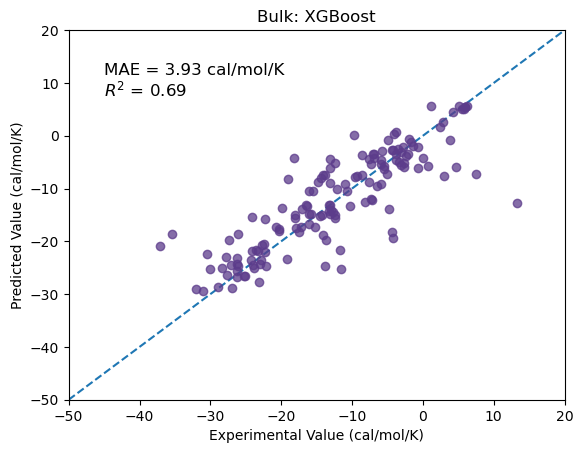 Bulk: XGBoost
MAE = 3.93 cal/mol/K
R² = 0.69
Predicted Value (cal/mol/K)
20
10
0
−10
−20
−30
−40
−50
−50 −40 −30 −20 −10 0 10 20
Experimental Value (cal/mol/K)